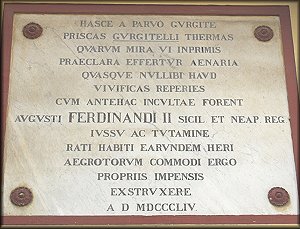 HASCE A PARVO GVRGITE
PRISCAS GVRGITELLI THERMAS
QVARVM MIRA VI INPRIMIS
PRAECLARA EFFERTVR AENARIA
QVASQVE NVLLIBI HAVD
VIVIFICAS REPERIES
CVM ANTEHAC INCVLTAE FORENT
AVGVSTI FERDINANDI II SICIL ET NEAP. REG.
IVSSV AC TVTAMINE
RATI HABITI EARVNDEM HERI
AEGROTORVM COMMODI ERGO
PROPRIIS IMPENSIS
EXSTRVXERE
A D MDCCCLIV.